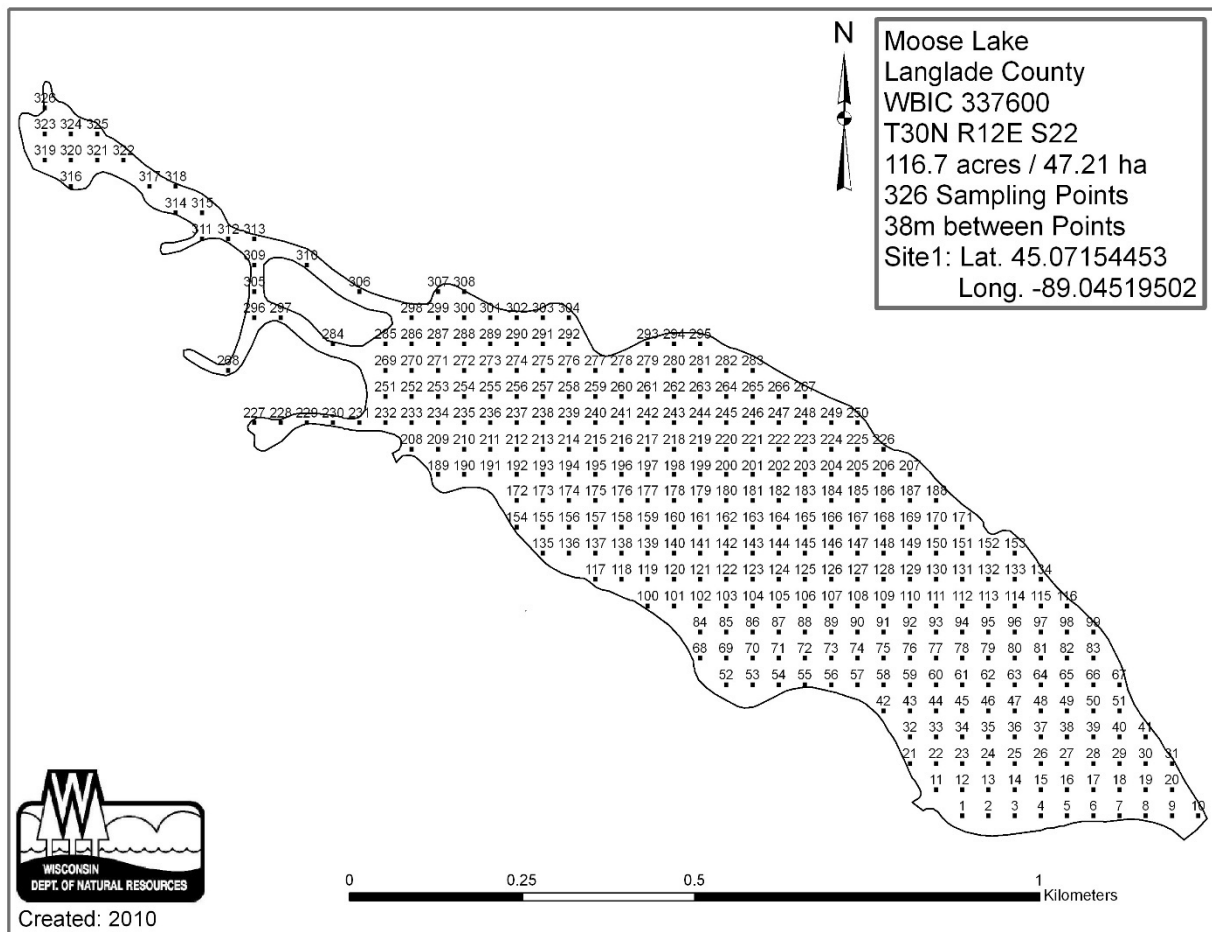 N
Moose Lake
Langlade County
WBIC 337600
T30N R12E S22
116.7 acres / 47.21 ha
326 Sampling Points
38m between Points
Site1: Lat. 45.07154453
Long. -89.04519502
326
323 324 325
319 320 321 322
316 317 318
314 315
311 312 313
309 310
305 306 307 308
296 297 298 299 300 301 302 303 304
284 285 286 287 288 289 290 291 292 293 294 295
268 269 270 271 272 273 274 275 276 277 278 279 280 281 282 283
251 252 253 254 255 256 257 258 259 260 261 262 263 264 265 266 267
227 228 229 230 231 232 233 234 235 236 237 238 239 240 241 242 243 244 245 246 247 248 249 250
208 209 210 211 212 213 214 215 216 217 218 219 220 221 222 223 224 225 226
189 190 191 192 193 194 195 196 197 198 199 200 201 202 203 204 205 206 207
172 173 174 175 176 177 178 179 180 181 182 183 184 185 186 187 188
154 155 156 157 158 159 160 161 162 163 164 165 166 167 168 169 170 171
135 136 137 138 139 140 141 142 143 144 145 146 147 148 149 150 151 152 153
117 118 119 120 121 122 123 124 125 126 127 128 129 130 131 132 133 134
100 101 102 103 104 105 106 107 108 109 110 111 112 113 114 115 116
84 85 86 87 88 89 90 91 92 93 94 95 96 97 98 99
68 69 70 71 72 73 74 75 76 77 78 79 80 81 82 83
52 53 54 55 56 57 58 59 60 61 62 63 64 65 66 67
42 43 44 45 46 47 48 49 50 51
32 33 34 35 36 37 38 39 40 41
21 22 23 24 25 26 27 28 29 30 31
11 12 13 14 15 16 17 18 19 20
1 2 3 4 5 6 7 8 9 10
W
WISCONSIN
DEPT. OF NATURAL RESOURCES
Created: 2010
0 0.25 0.5 1
Kilometers